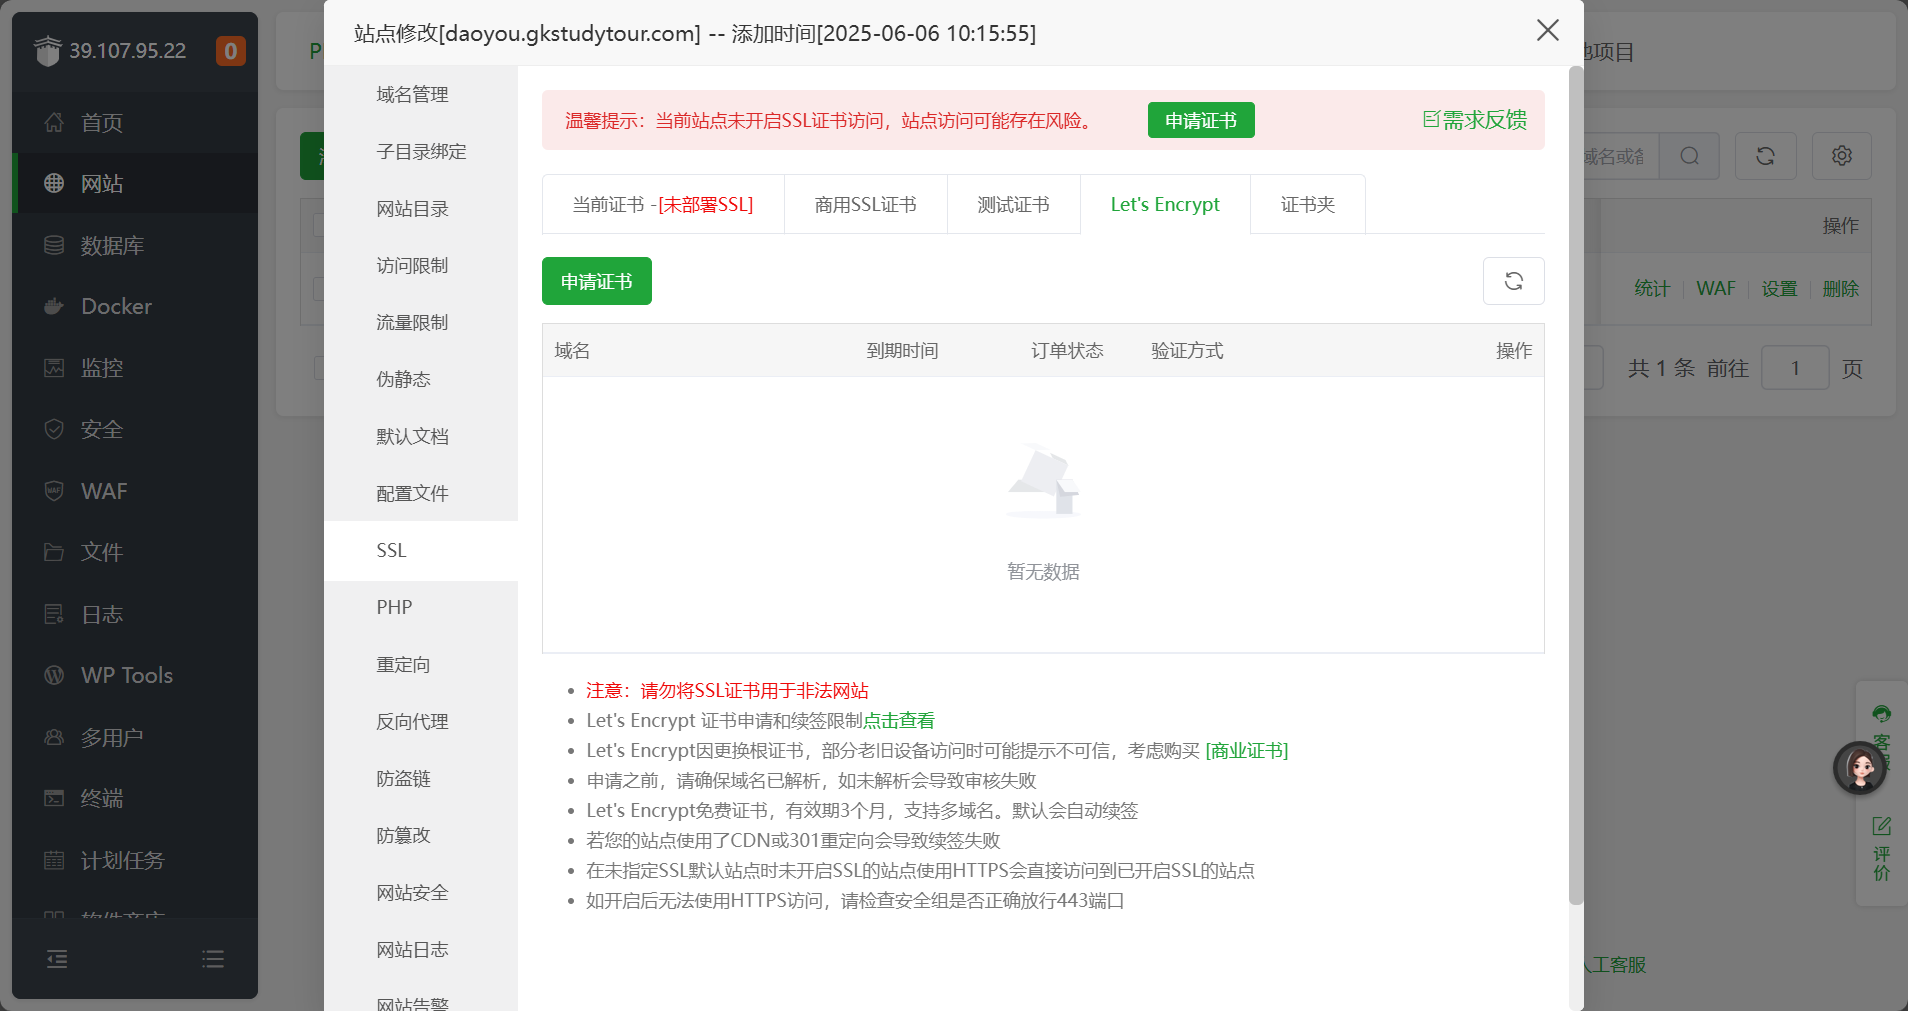 39.107.95.22
0
首页
网站
数据库
Docker
监控
安全
WAF
文件
日志
WP Tools
多用户
终端
计划任务
P
站点修改[daoyou.gkstudytour.com] -- 添加时间[2025-06-06 10:15:55]
域名管理
子目录绑定
网站目录
访问限制
流量限制
伪静态
默认文档
配置文件
SSL
PHP
重定向
反向代理
防盗链
防篡改
网站安全
网站日志
网站告警
温馨提示：当前站点未开启SSL证书访问，站点访问可能存在风险。
申请证书
需求反馈
当前证书 -[未部署SSL]
商用SSL证书
测试证书
Let's Encrypt
证书夹
申请证书
域名
到期时间
订单状态
验证方式
操作
暂无数据
注意：请勿将SSL证书用于非法网站
Let's Encrypt 证书申请和续签限制点击查看
Let's Encrypt因更换根证书，部分老旧设备访问时可能提示不可信，考虑购买 [商业证书]
申请之前，请确保域名已解析，如未解析会导致审核失败
Let's Encrypt免费证书，有效期3个月，支持多域名。默认会自动续签
若您的站点使用了CDN或301重定向会导致续签失败
在未指定SSL默认站点时未开启SSL的站点使用HTTPS会直接访问到已开启SSL的站点
如开启后无法使用HTTPS访问，请检查安全组是否正确放行443端口
项目
域名或
操作
统计
WAF
设置
删除
共 1 条
前往
1
页
客服
评价
人工客服